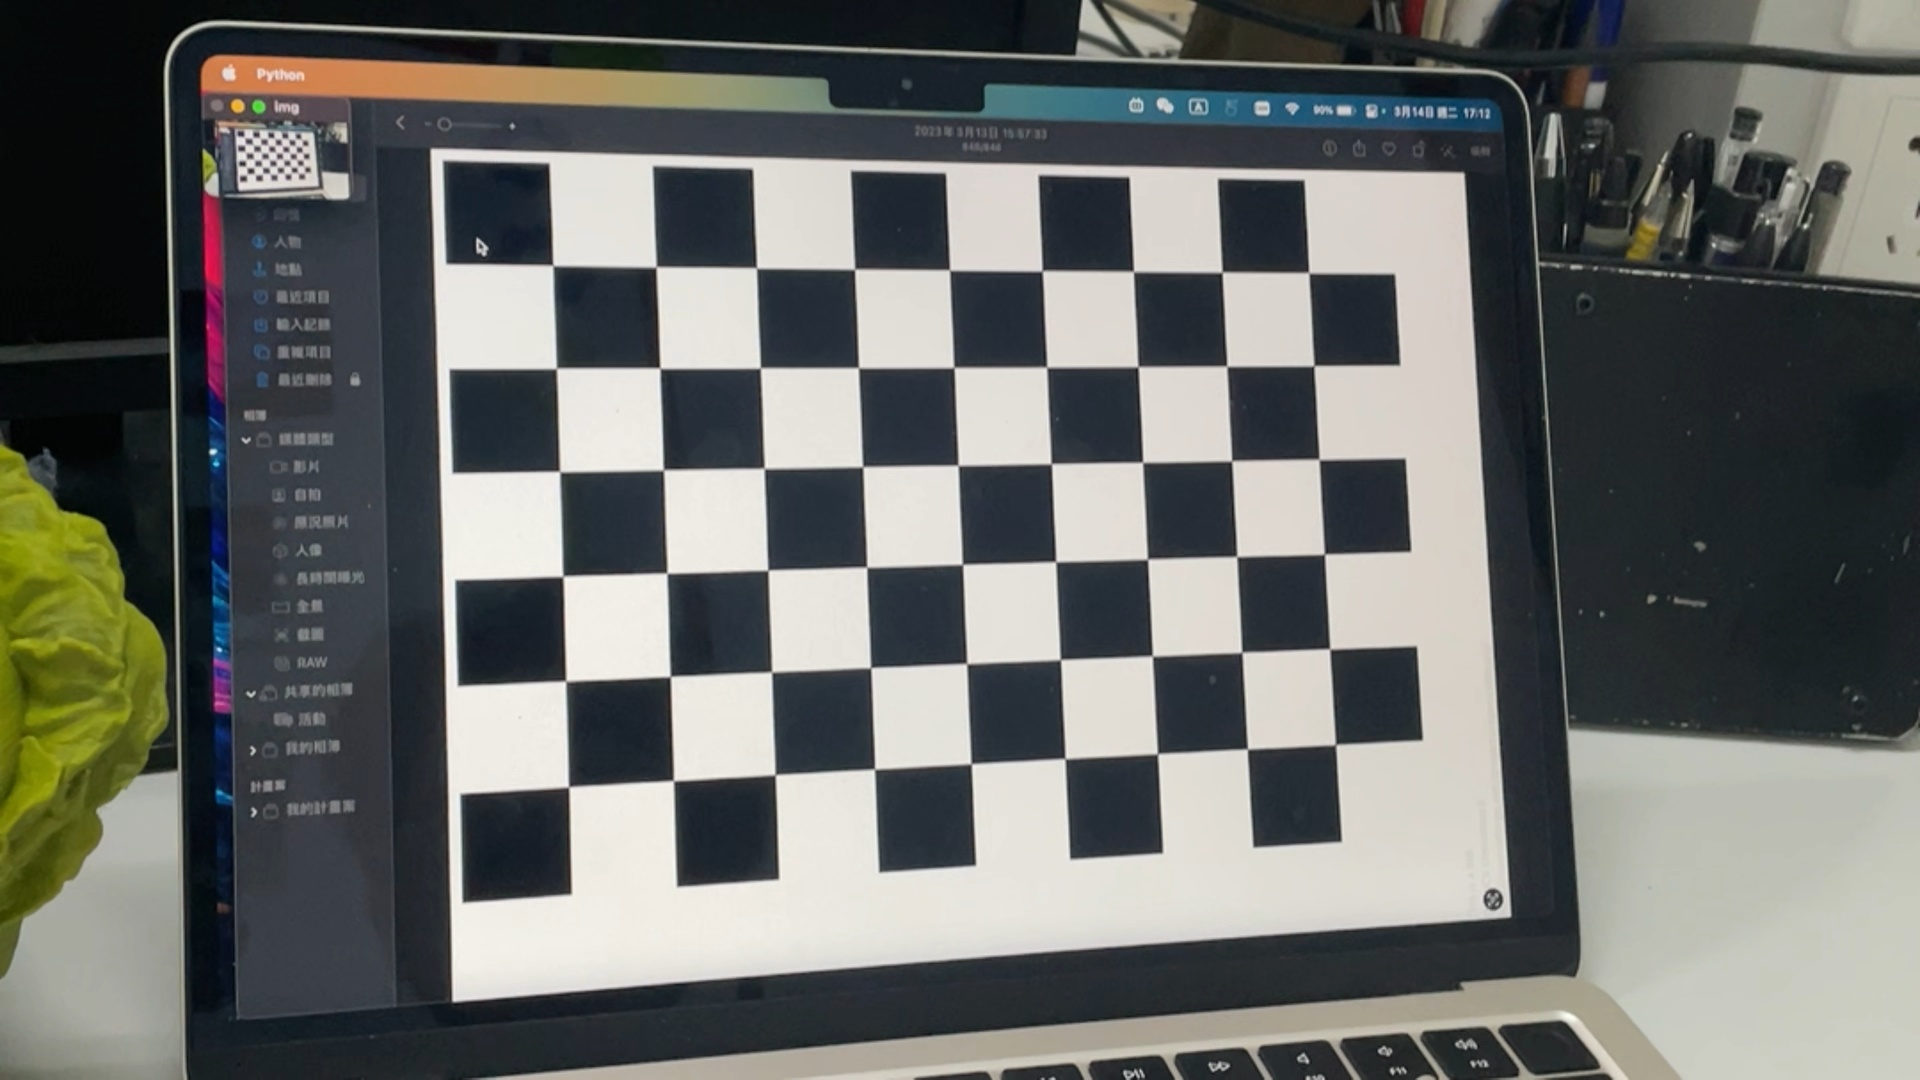 Python
90%
3月14日 週二 17:12
img
2023年3月13日 15:57:33
人物
地點
最近項目
輸入記錄
重複項目
最近刪除
相簿
媒體類型
影片
自拍
原況照片
人像
長時間曝光
全景
截圖
RAW
共享的相簿
活動
我的相簿
計畫案
我的計畫案
F11
F12